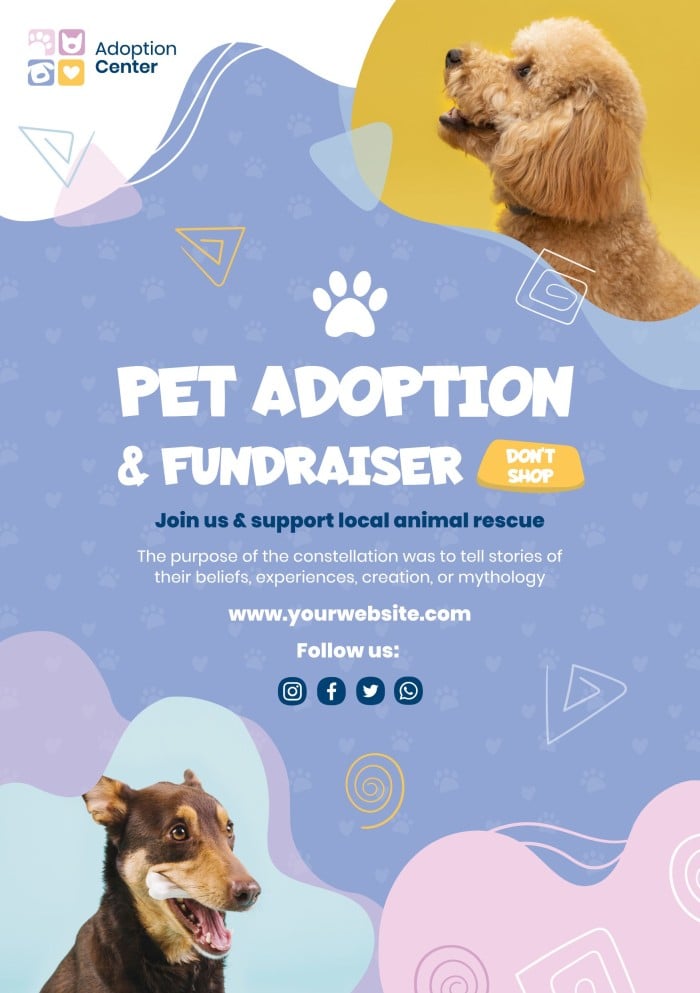 Adoption
Center
PET ADOPTION
& FUNDRAISER
DON'T
SHOP
Join us & support local animal rescue
The purpose of the constellation was to tell stories of
their beliefs, experiences, creation, or mythology
www.yourwebsite.com
Follow us: